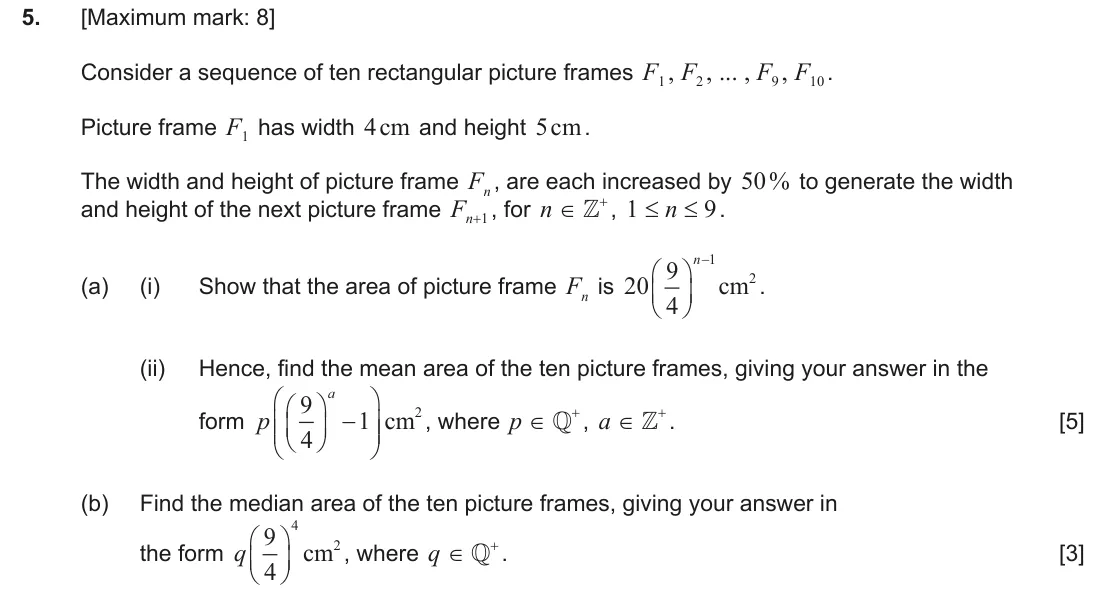 5. [Maximum mark: 8]
Consider a sequence of ten rectangular picture frames F₁, F₂, ... , F₉, F₁₀.
Picture frame F₁ has width 4 cm and height 5 cm.
The width and height of picture frame Fₙ, are each increased by 50% to generate the width
and height of the next picture frame Fₙ₊₁, for n ∈ ℤ⁺, 1 ≤ n ≤ 9.
(a) (i) Show that the area of picture frame Fₙ is 20(9/4)ⁿ⁻¹ cm².
(ii) Hence, find the mean area of the ten picture frames, giving your answer in the
form p((9/4)ᵃ − 1) cm², where p ∈ ℚ⁺, a ∈ ℤ⁺. [5]
(b) Find the median area of the ten picture frames, giving your answer in
the form q(9/4)⁴ cm², where q ∈ ℚ⁺. [3]